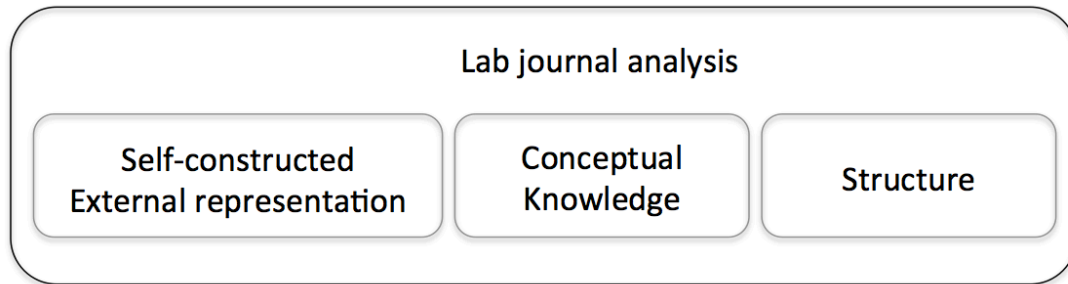 Lab journal analysis
Self-constructed
External representation
Conceptual
Knowledge
Structure